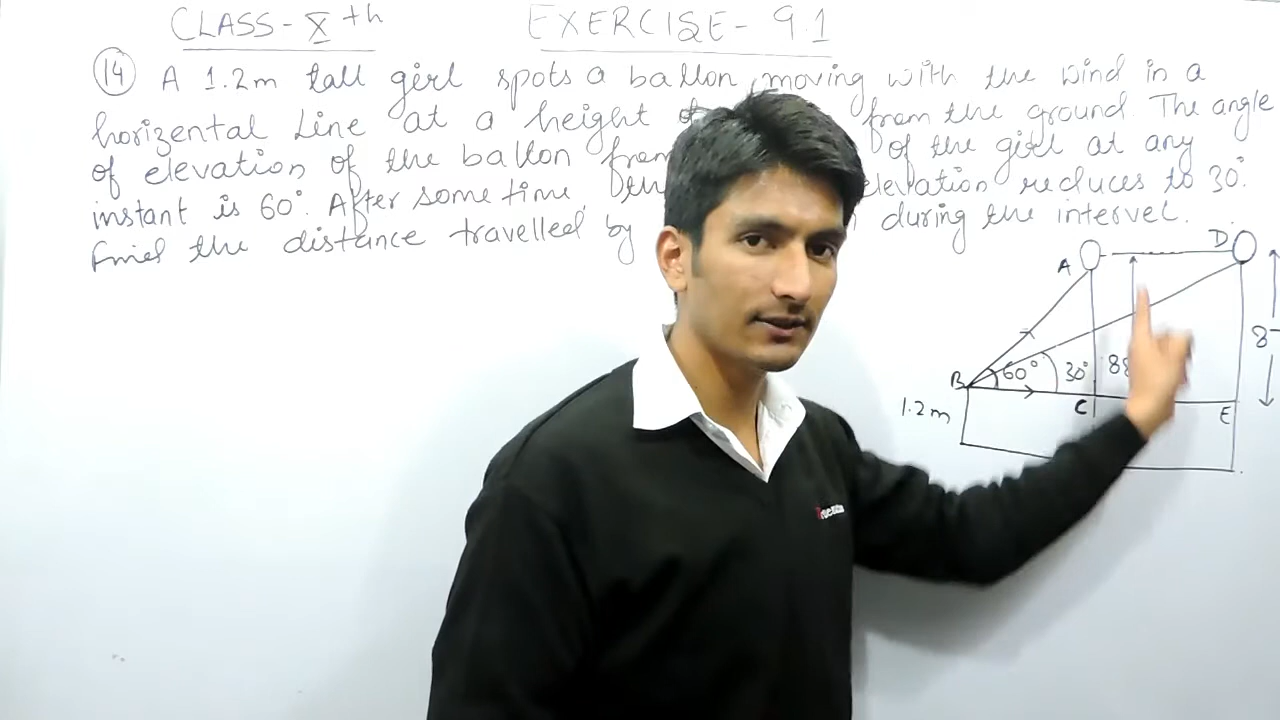 CLASS - Xth EXERCISE - 9.1
(14) A 1.2m tall girl spots a ballon moving with the wind in a
horizental Line at a height from the ground. The angle
of elevation of the ballon from of the girl at any
instant is 60°. After some time, elevation reduces to 30°.
find the distance travelled by during the intervel.
A D
B 60° 30° 88
1.2m C E 8